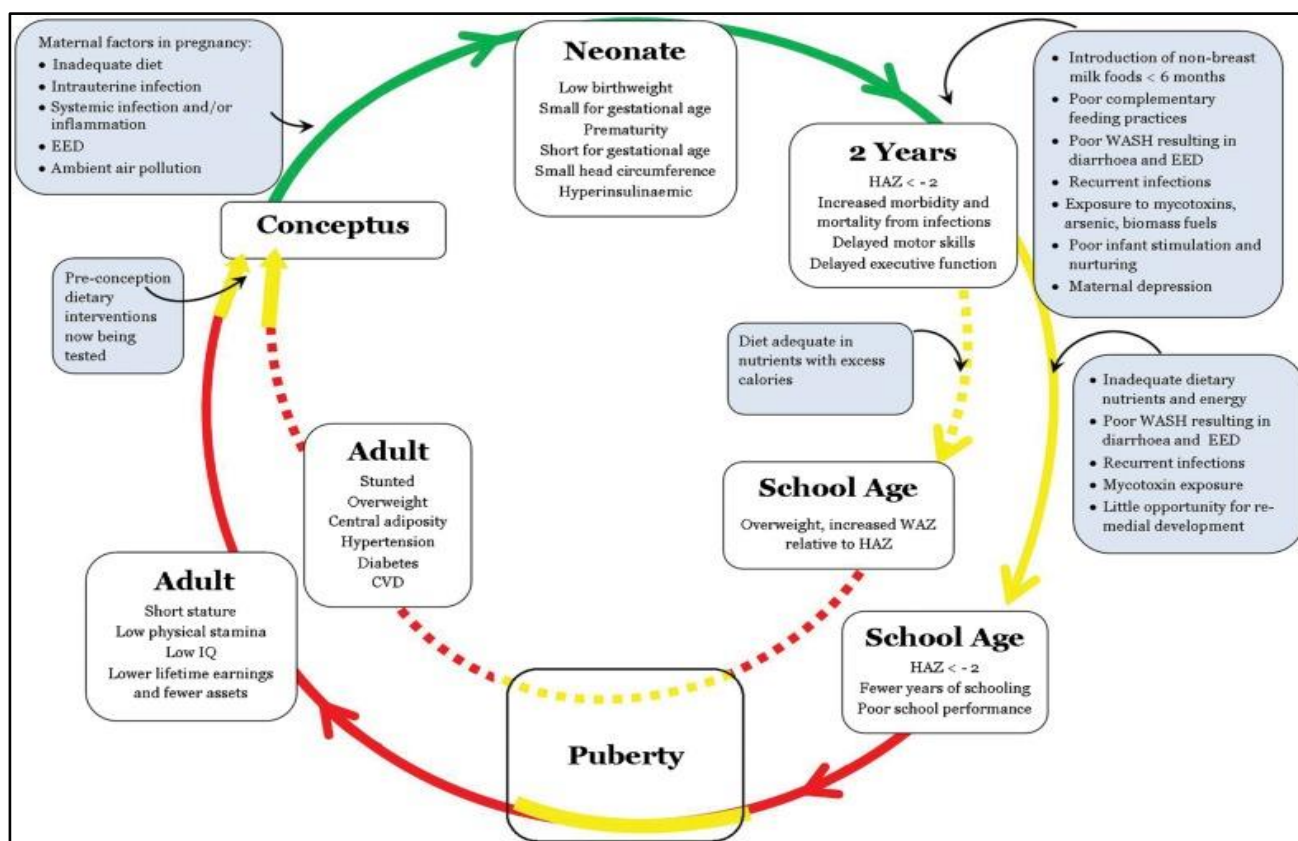 Maternal factors in pregnancy:
• Inadequate diet
• Intrauterine infection
• Systemic infection and/or
inflammation
• EED
• Ambient air pollution
Neonate
Low birthweight
Small for gestational age
Prematurity
Short for gestational age
Small head circumference
Hyperinsulinaemic
• Introduction of non-breast
milk foods < 6 months
• Poor complementary
feeding practices
• Poor WASH resulting in
diarrhoea and EED
• Recurrent infections
• Exposure to mycotoxins,
arsenic, biomass fuels
• Poor infant stimulation and
nurturing
• Maternal depression
2 Years
HAZ < - 2
Increased morbidity and
mortality from infections
Delayed motor skills
Delayed executive function
Conceptus
Pre-conception
dietary
interventions
now being
tested
Diet adequate in
nutrients with excess
calories
• Inadequate dietary
nutrients and energy
• Poor WASH resulting in
diarrhoea and EED
• Recurrent infections
• Mycotoxin exposure
• Little opportunity for re-
medial development
Adult
Stunted
Overweight
Central adiposity
Hypertension
Diabetes
CVD
School Age
Overweight, increased WAZ
relative to HAZ
Adult
Short stature
Low physical stamina
Low IQ
Lower lifetime earnings
and fewer assets
School Age
HAZ < - 2
Fewer years of schooling
Poor school performance
Puberty